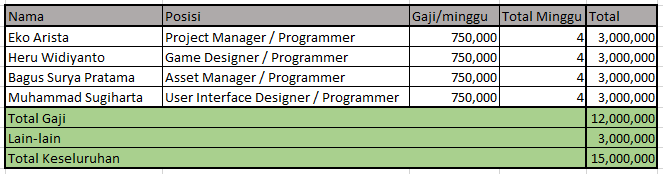 Nama Posisi Gaji/minggu Total Minggu Total
Eko Arista Project Manager / Programmer 750,000 4 3,000,000
Heru Widiyanto Game Designer / Programmer 750,000 4 3,000,000
Bagus Surya Pratama Asset Manager / Programmer 750,000 4 3,000,000
Muhammad Sugiharta User Interface Designer / Programmer 750,000 4 3,000,000
Total Gaji 12,000,000
Lain-lain 3,000,000
Total Keseluruhan 15,000,000